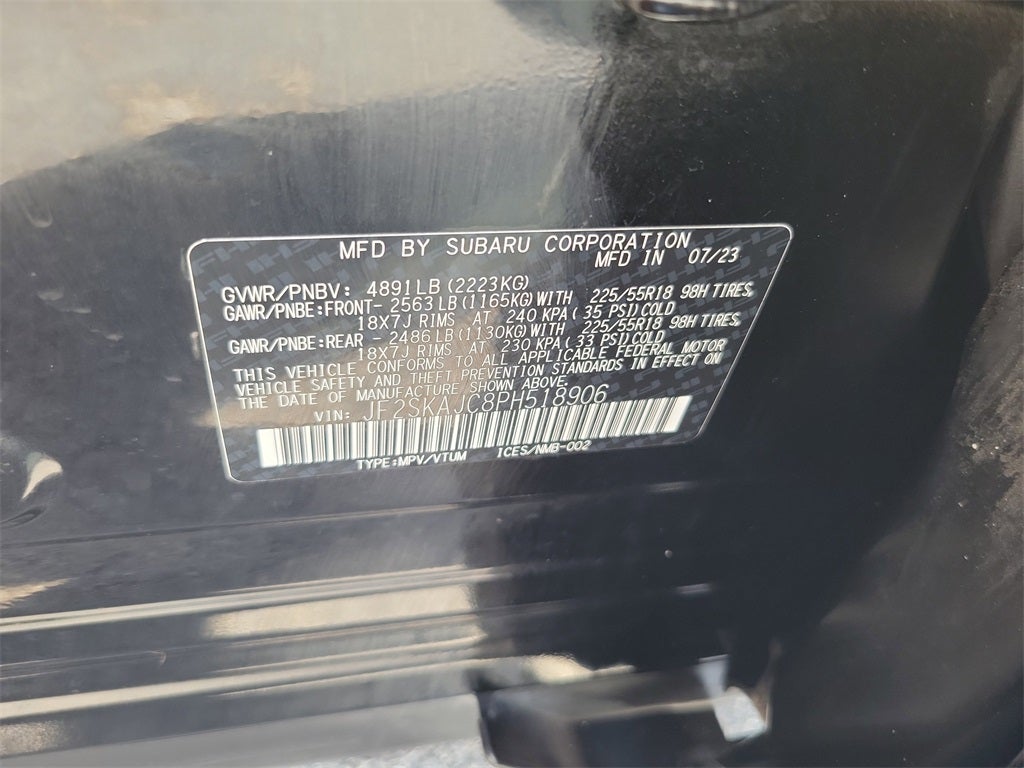 MFD BY SUBARU CORPORATION
MFD IN 07/23
GVWR/PNBV: 4891LB(2223KG)
GAWR/PNBE:FRONT- 2563LB(1165KG)WITH 225/55R18 98H TIRES,
18X7J RIMS AT 240 KPA( 35 PSI)COLD
GAWR/PNBE:REAR - 2486LB(1130KG)WITH 225/55R18 98H TIRES,
18X7J RIMS AT 230 KPA( 33 PSI)COLD
THIS VEHICLE CONFORMS TO ALL APPLICABLE FEDERAL MOTOR
VEHICLE SAFETY AND THEFT PREVENTION STANDARDS IN EFFECT ON
THE DATE OF MANUFACTURE SHOWN ABOVE.
VIN: JF2SKAJC8PH518906
TYPE:MPV/VTUM ICES/NMB-002